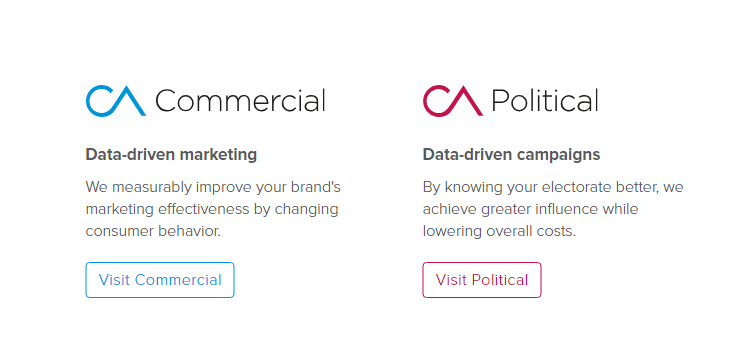 CA Commercial
Data-driven marketing
We measurably improve your brand's
marketing effectiveness by changing
consumer behavior.
Visit Commercial
CA Political
Data-driven campaigns
By knowing your electorate better, we
achieve greater influence while
lowering overall costs.
Visit Political